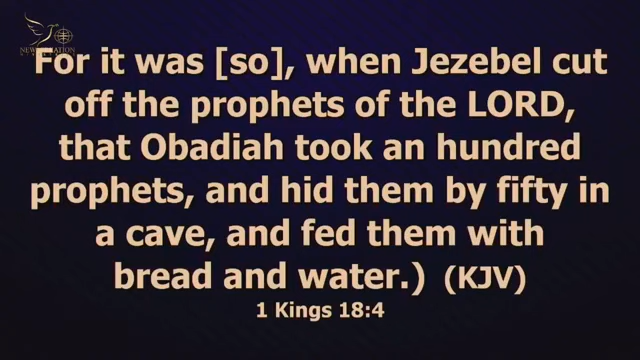 NEW CREATION
For it was [so], when Jezebel cut
off the prophets of the LORD,
that Obadiah took an hundred
prophets, and hid them by fifty in
a cave, and fed them with
bread and water.) (KJV)
1 Kings 18:4